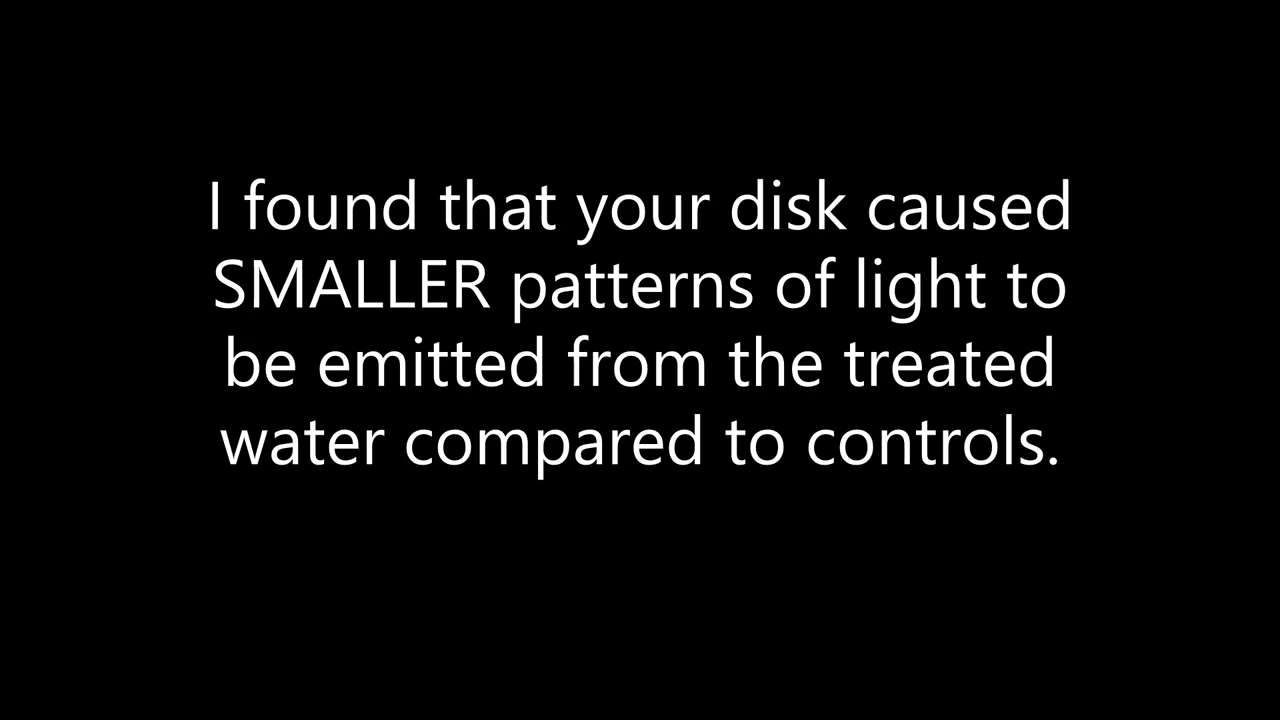 I found that your disk caused
SMALLER patterns of light to
be emitted from the treated
water compared to controls.